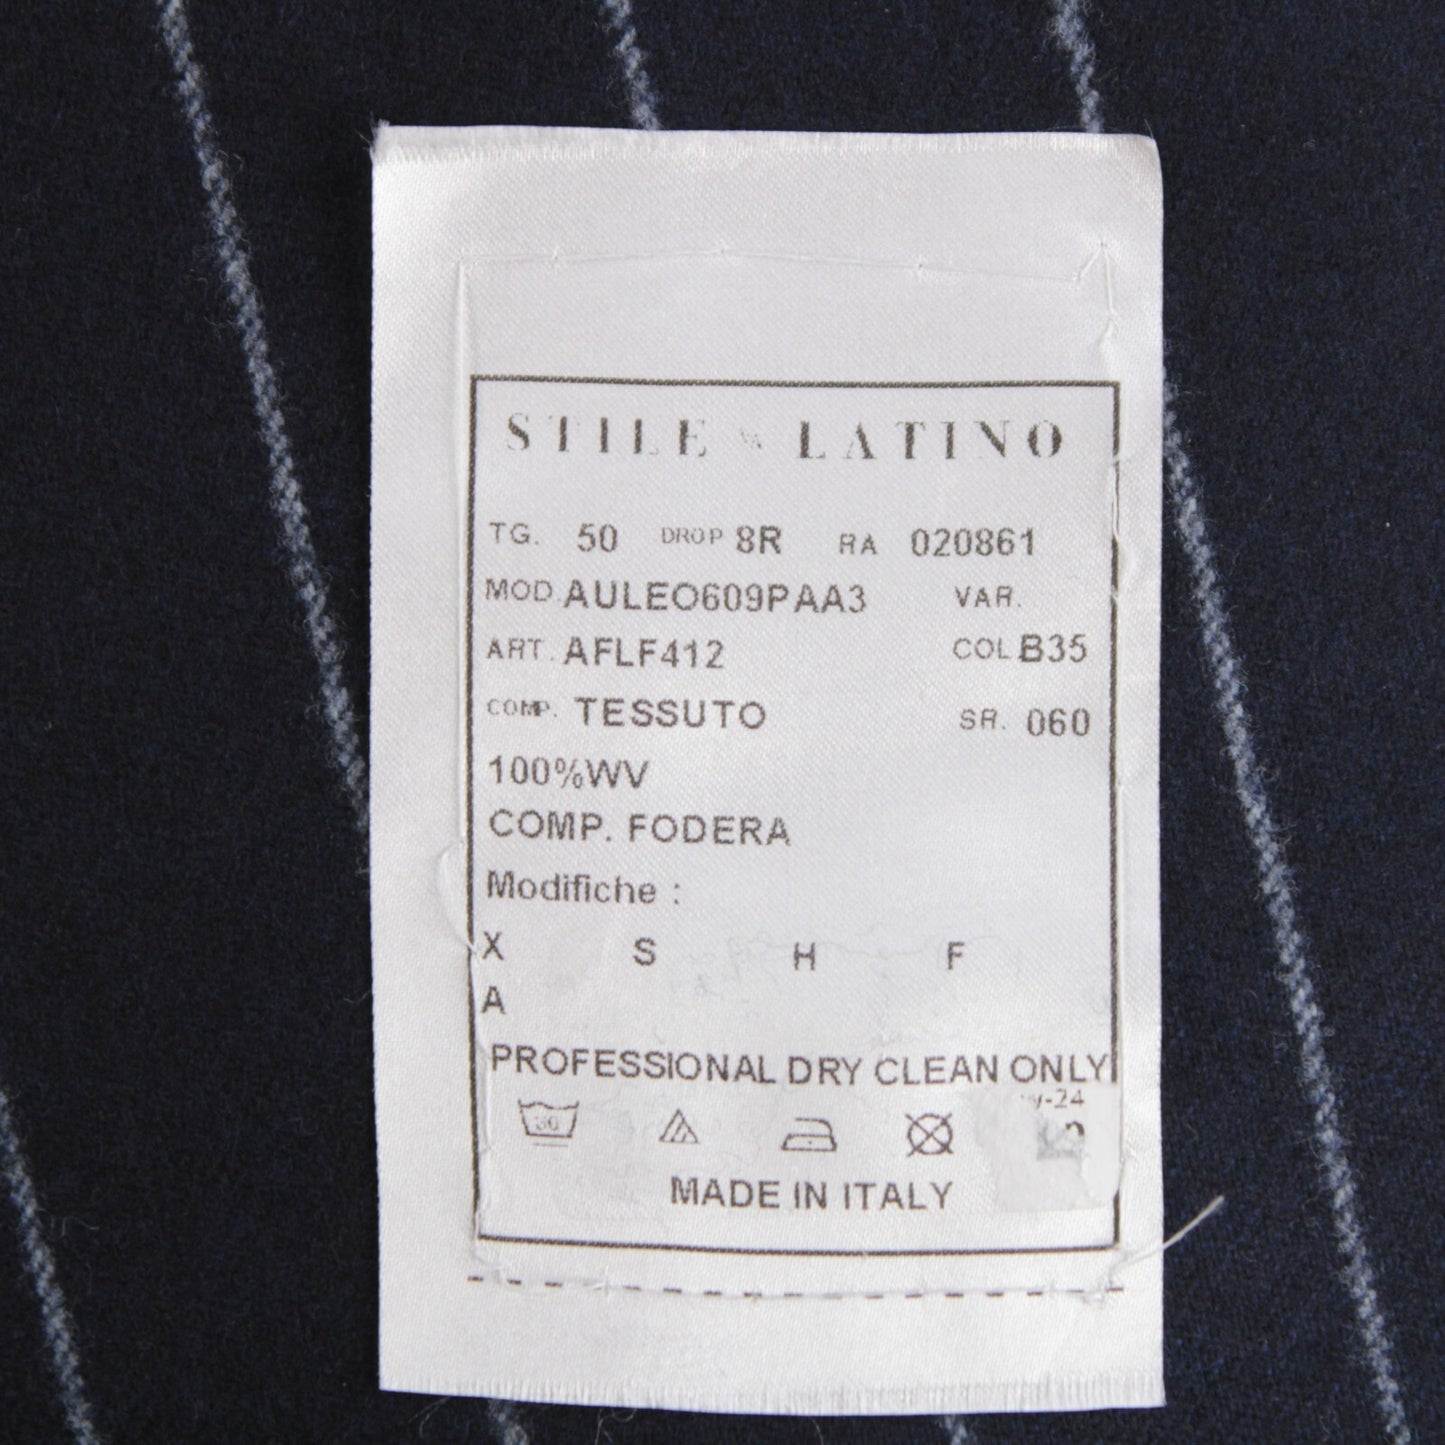 STILE LATINO
TG. 50 DROP 8R RA 020861
MOD. AULEO609PAA3 VAR.
ART. AFLF412 COL B35
COMP. TESSUTO SR. 060
100%WV
COMP. FODERA
Modifiche :
X S H F
A
PROFESSIONAL DRY CLEAN ONLY
30
MADE IN ITALY